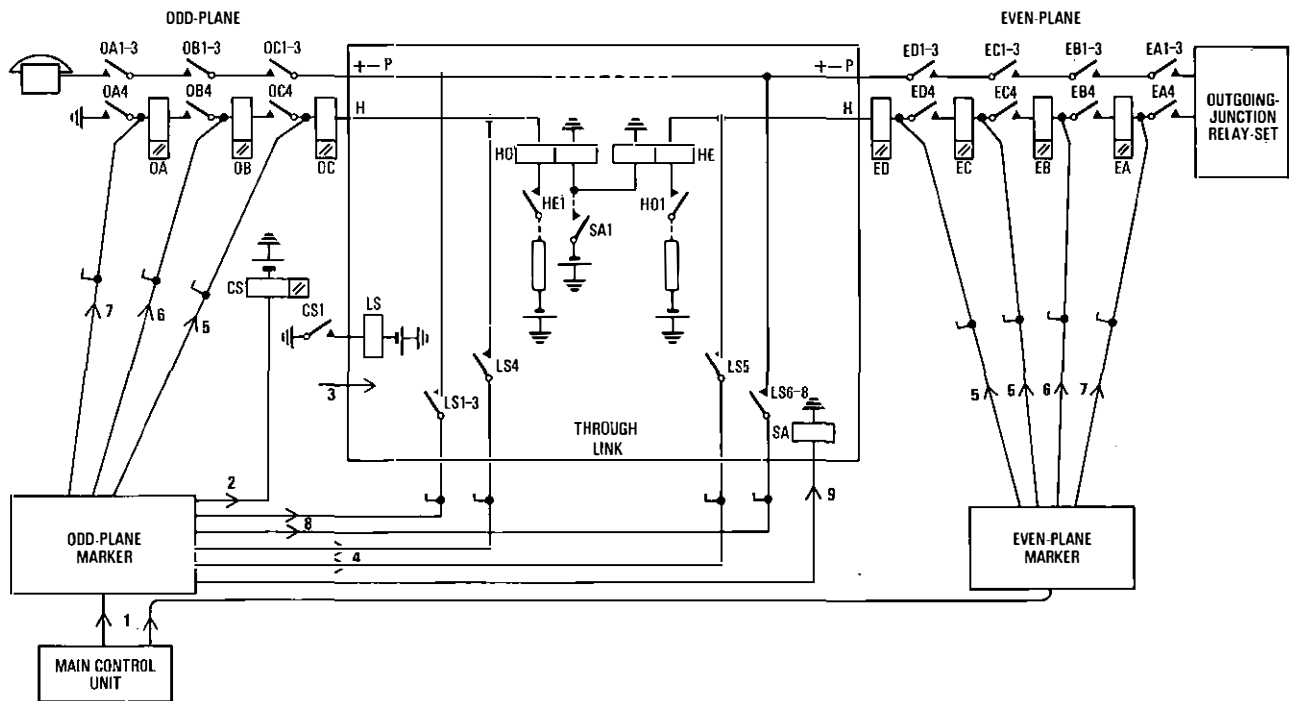 ODD-PLANE
EVEN-PLANE
OA1-3
OB1-3
OC1-3
ED1-3
EC1-3
EB1-3
EA1-3
+−P
+−P
OA4
OB4
OC4
H
H
ED4
EC4
EB4
EA4
OUTGOING-
JUNCTION
RELAY-SET
OA
OB
OC
HO
HE
ED
EC
EB
EA
HE1
SA1
HO1
CS
CS1
LS
7
6
5
3
LS4
LS5
LS1-3
LS6-8
SA
THROUGH
LINK
5
6
6
7
2
8
9
4
ODD-PLANE
MARKER
EVEN-PLANE
MARKER
1
MAIN CONTROL
UNIT